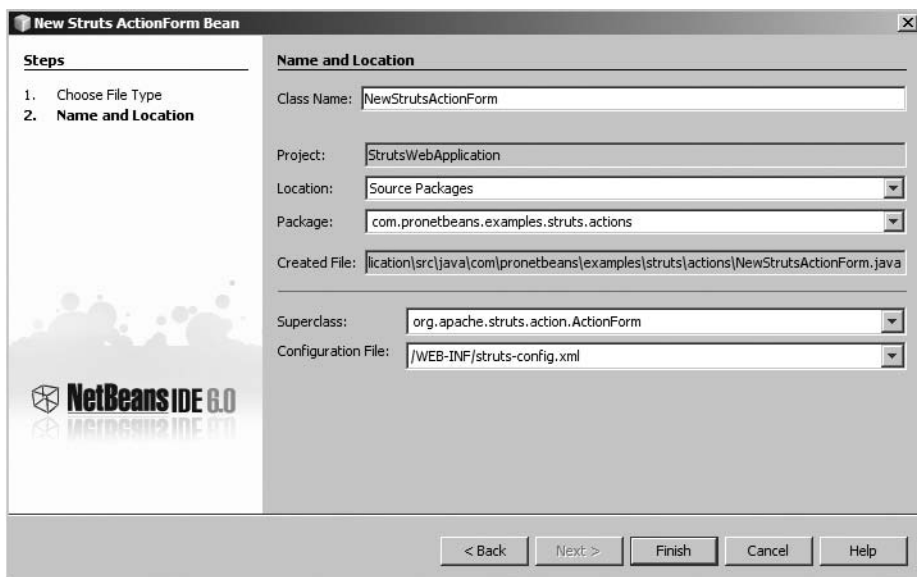 New Struts ActionForm Bean
Steps
1. Choose File Type
2. Name and Location
Name and Location
Class Name: NewStrutsActionForm
Project: StrutsWebApplication
Location: Source Packages
Package: com.pronetbeans.examples.struts.actions
Created File: lication\src\java\com\pronetbeans\examples\struts\actions\NewStrutsActionForm.java
Superclass: org.apache.struts.action.ActionForm
Configuration File: /WEB-INF/struts-config.xml
NetBeans IDE 6.0
< Back Next > Finish Cancel Help